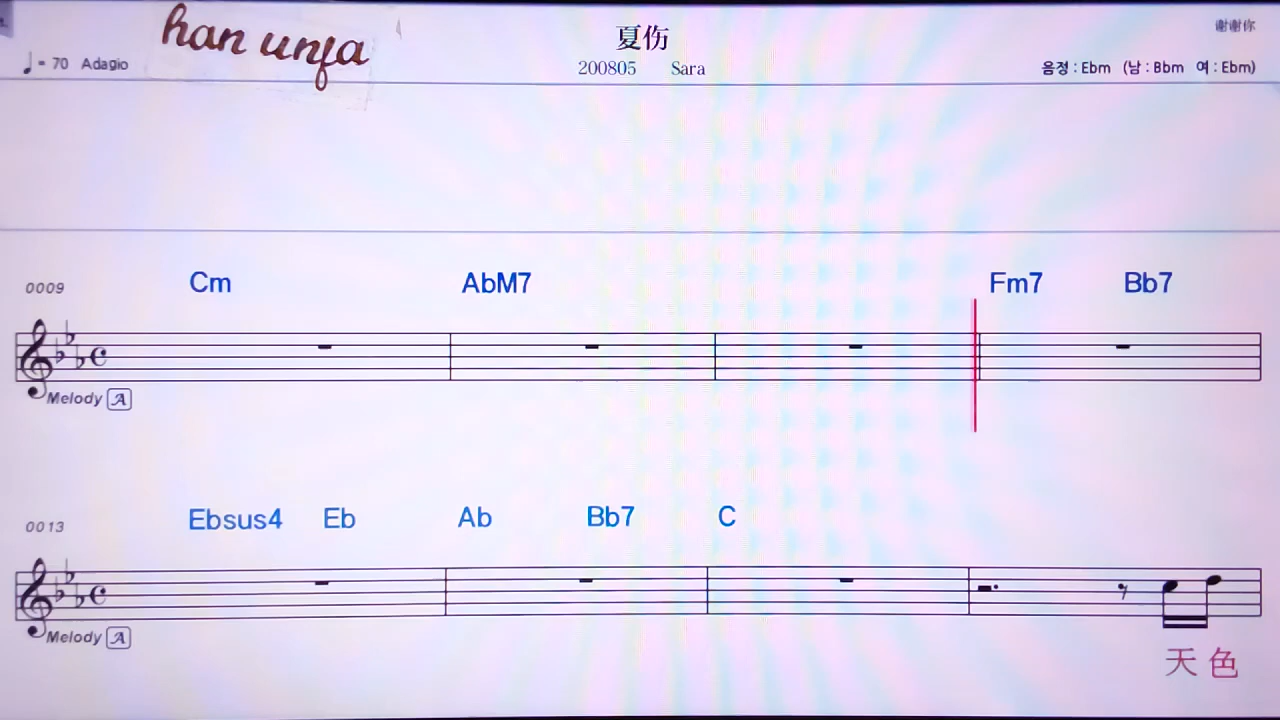 han unfa
夏伤
谢谢你
♩= 70 Adagio
200805 Sara
음정 : Ebm (남 : Bbm 여 : Ebm)
0009
Cm AbM7 Fm7 Bb7
Melody A
0013
Ebsus4 Eb Ab Bb7 C
Melody A
天 色